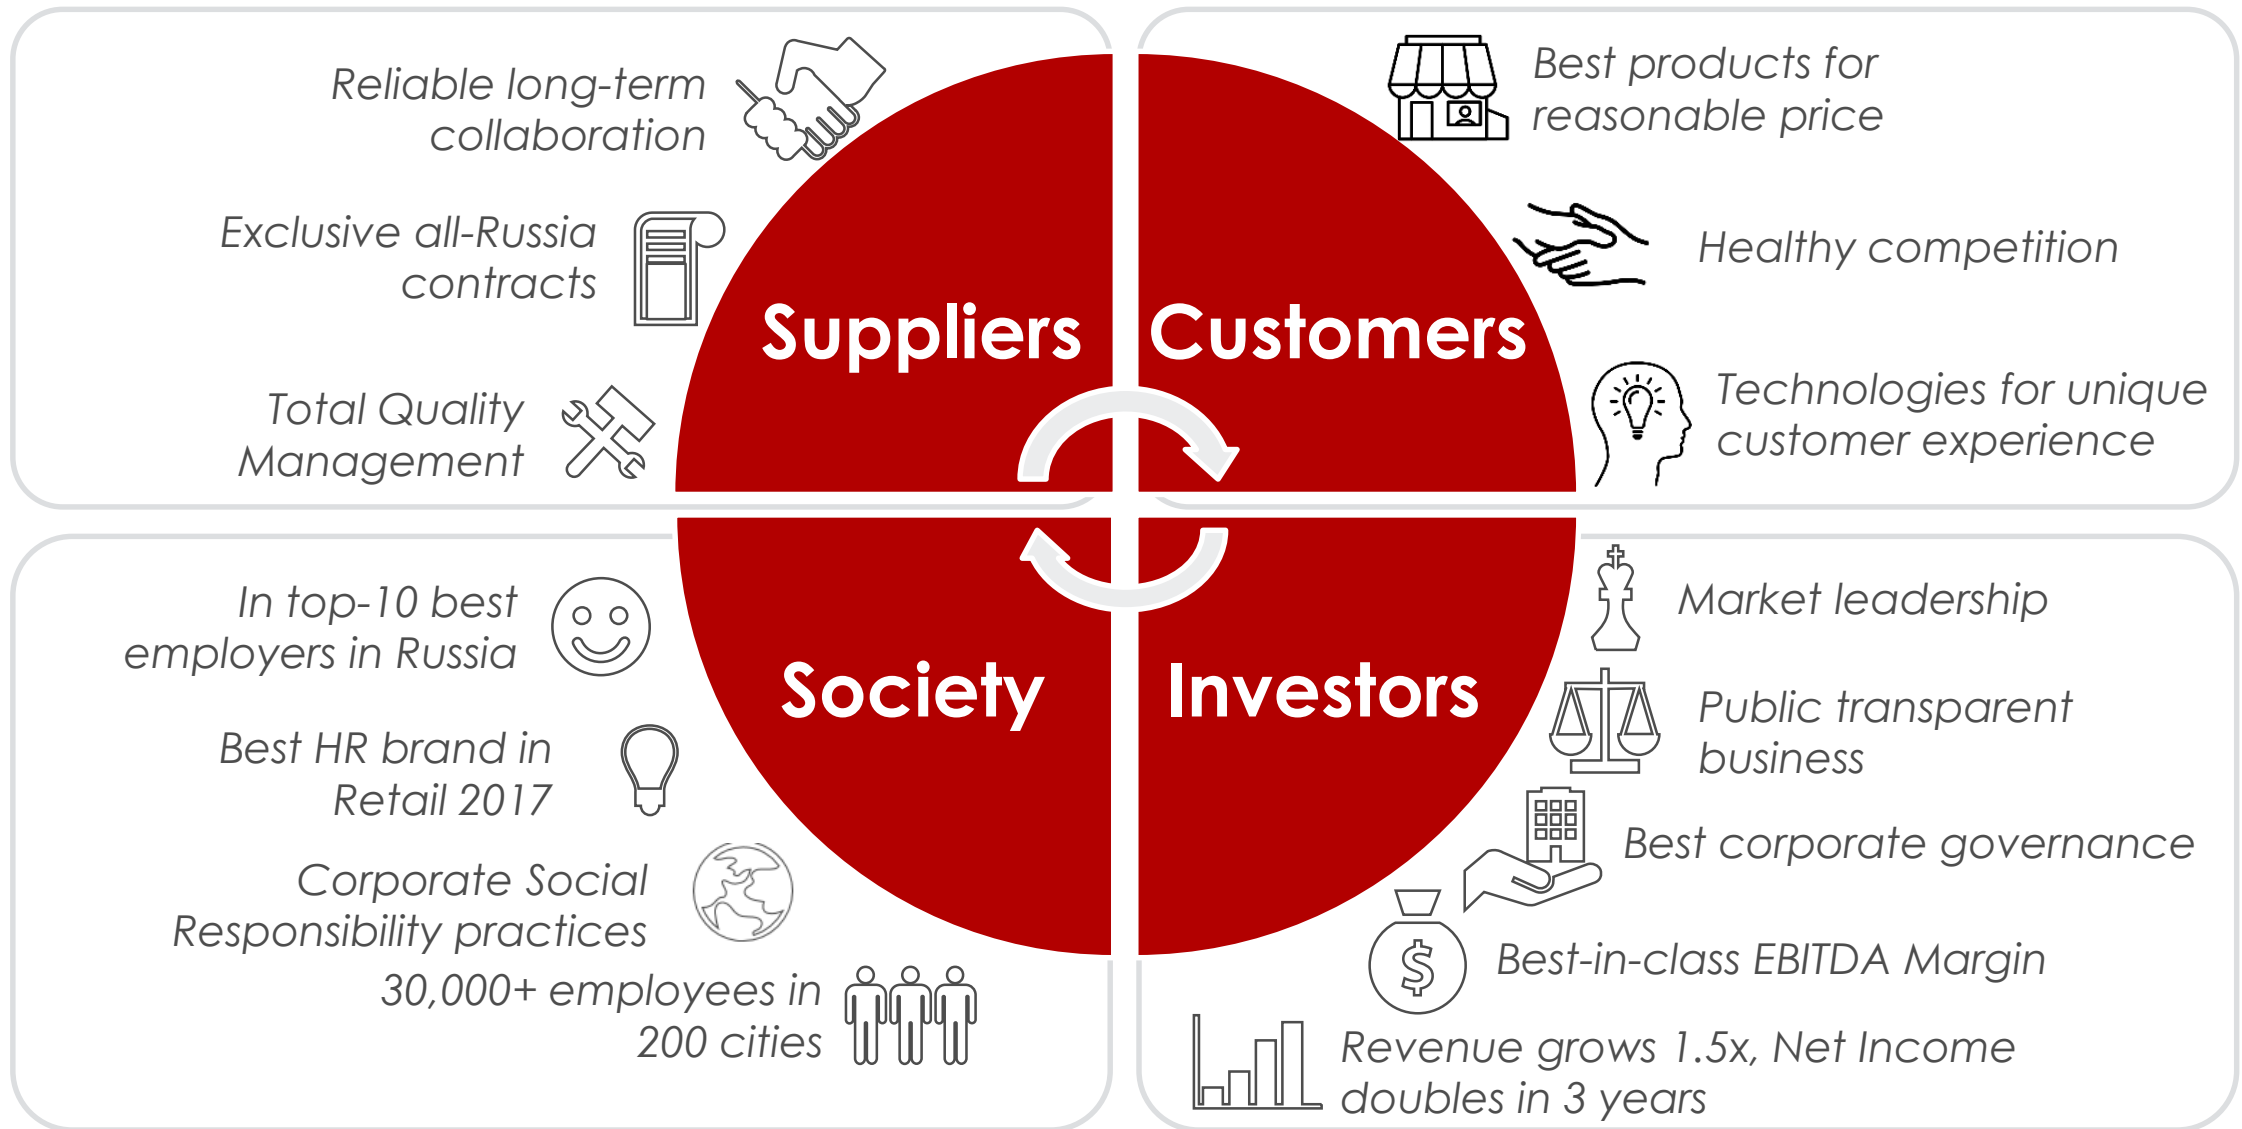 Reliable long-term
collaboration
Exclusive all-Russia
contracts
Total Quality
Management
Suppliers
Best products for
reasonable price
Healthy competition
Technologies for unique
customer experience
Customers
In top-10 best
employers in Russia
Best HR brand in
Retail 2017
Corporate Social
Responsibility practices
30,000+ employees in
200 cities
Society
Market leadership
Public transparent
business
Best corporate governance
$
Best-in-class EBITDA Margin
Revenue grows 1.5x, Net Income
doubles in 3 years
Investors